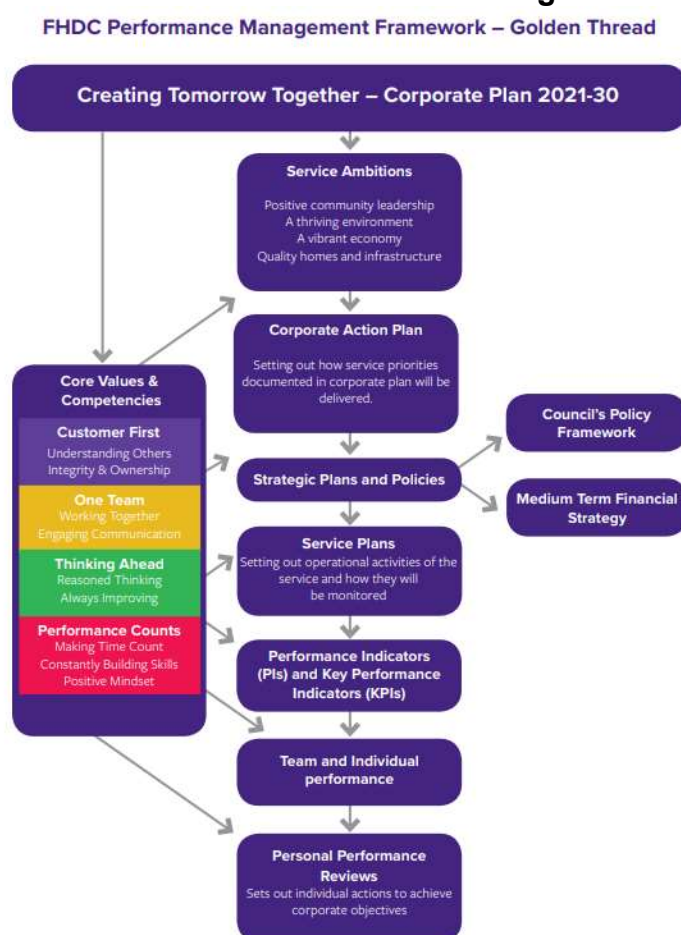 FHDC Performance Management Framework – Golden Thread
Creating Tomorrow Together – Corporate Plan 2021-30
Service Ambitions
Positive community leadership
A thriving environment
A vibrant economy
Quality homes and infrastructure
Corporate Action Plan
Setting out how service priorities
documented in corporate plan will be
delivered.
Core Values &
Competencies
Customer First
Understanding Others
Integrity & Ownership
One Team
Working Together
Engaging Communication
Thinking Ahead
Reasoned Thinking
Always Improving
Performance Counts
Making Time Count
Constantly Building Skills
Positive Mindset
Strategic Plans and Policies
Council's Policy
Framework
Medium Term Financial
Strategy
Service Plans
Setting out operational activities of the
service and how they will
be monitored
Performance Indicators
(PIs) and Key Performance
Indicators (KPIs)
Team and Individual
performance
Personal Performance
Reviews
Sets out individual actions to achieve
corporate objectives